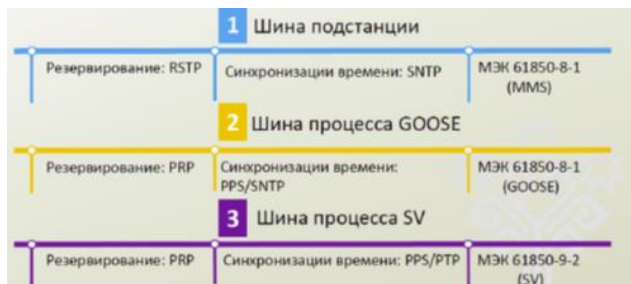 1 Шина подстанции
Резервирование: RSTP Синхронизации времени: SNTP МЭК 61850-8-1
(MMS)
2 Шина процесса GOOSE
Резервирование: PRP Синхронизации времени: МЭК 61850-8-1
PPS/SNTP (GOOSE)
3 Шина процесса SV
Резервирование: PRP Синхронизации времени: PPS/PTP МЭК 61850-9-2
(SV)